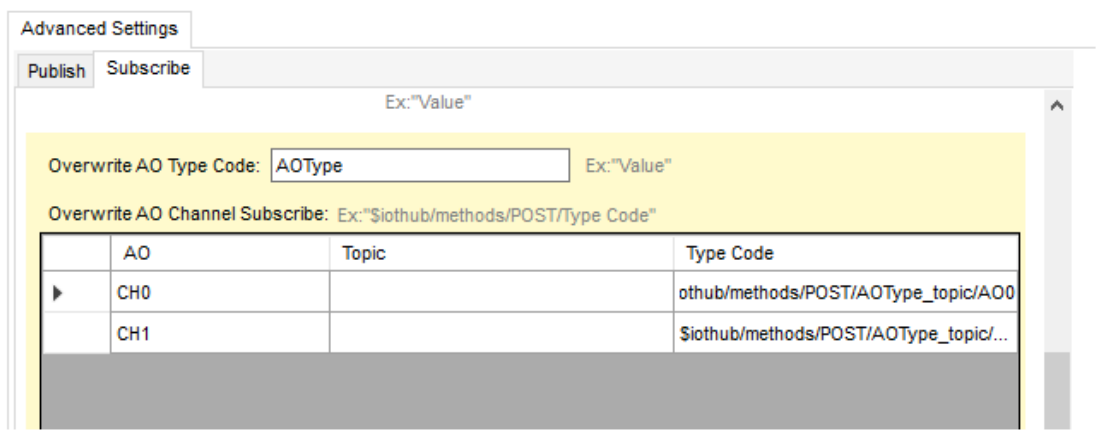 Advanced Settings
Publish Subscribe
Ex:"Value"
Overwrite AO Type Code: AOType Ex:"Value"
Overwrite AO Channel Subscribe: Ex:"$iothub/methods/POST/Type Code"
AO Topic Type Code
CH0 othub/methods/POST/AOType_topic/AO0
CH1 $iothub/methods/POST/AOType_topic/...